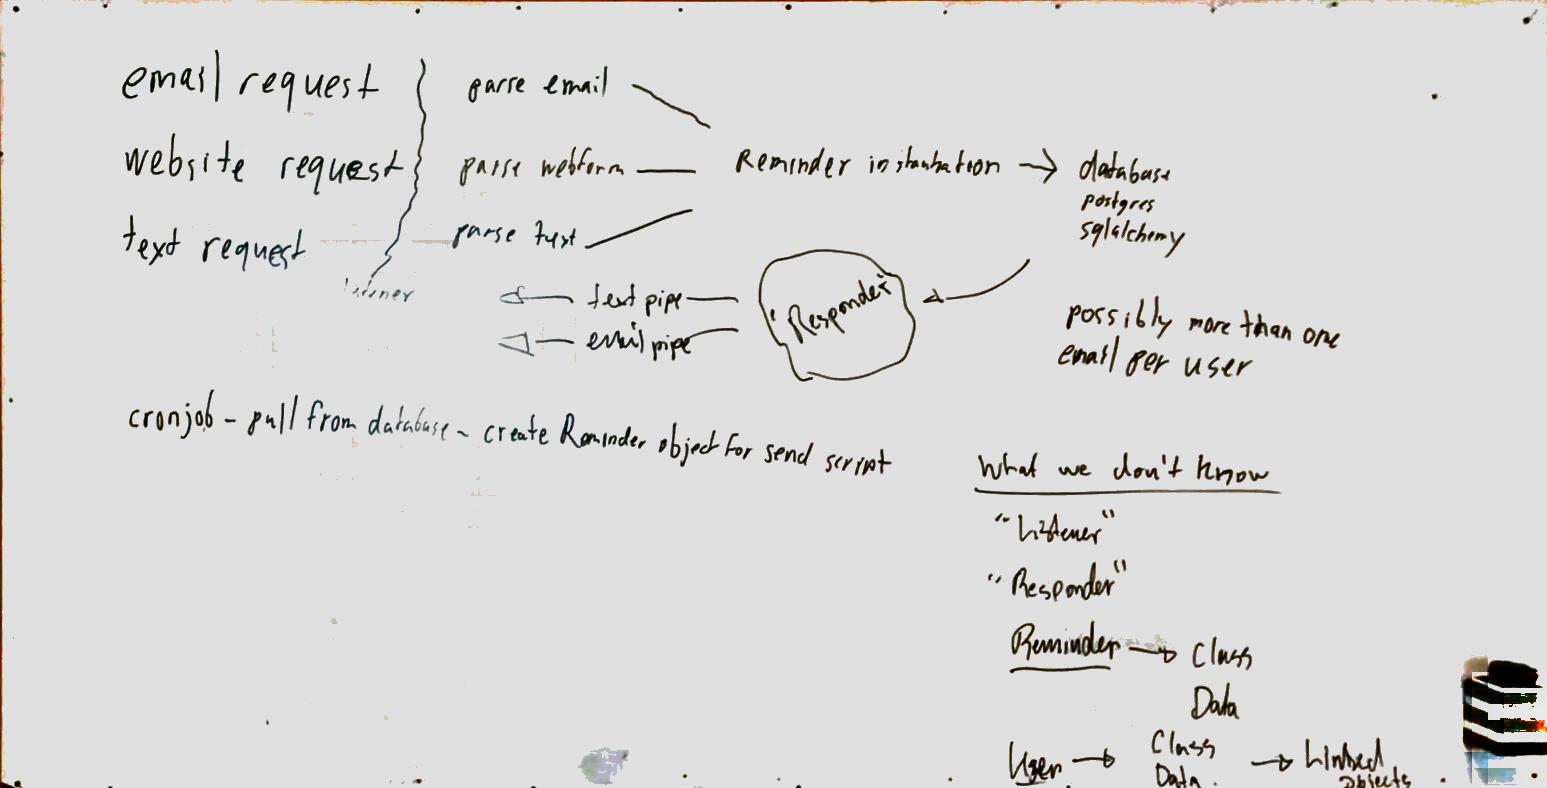 email request
parse email
website request
parse webform
Reminder instantiation
database
postgres
sqlalchemy
text request
parse text
listener
text pipe
email pipe
"Responder"
possibly more than one
email per user
cronjob - pull from database - create Reminder object for send script
What we don't know
"Listener"
"Responder"
Reminder
Class
Data
User
Class
Data
Linked
Objects